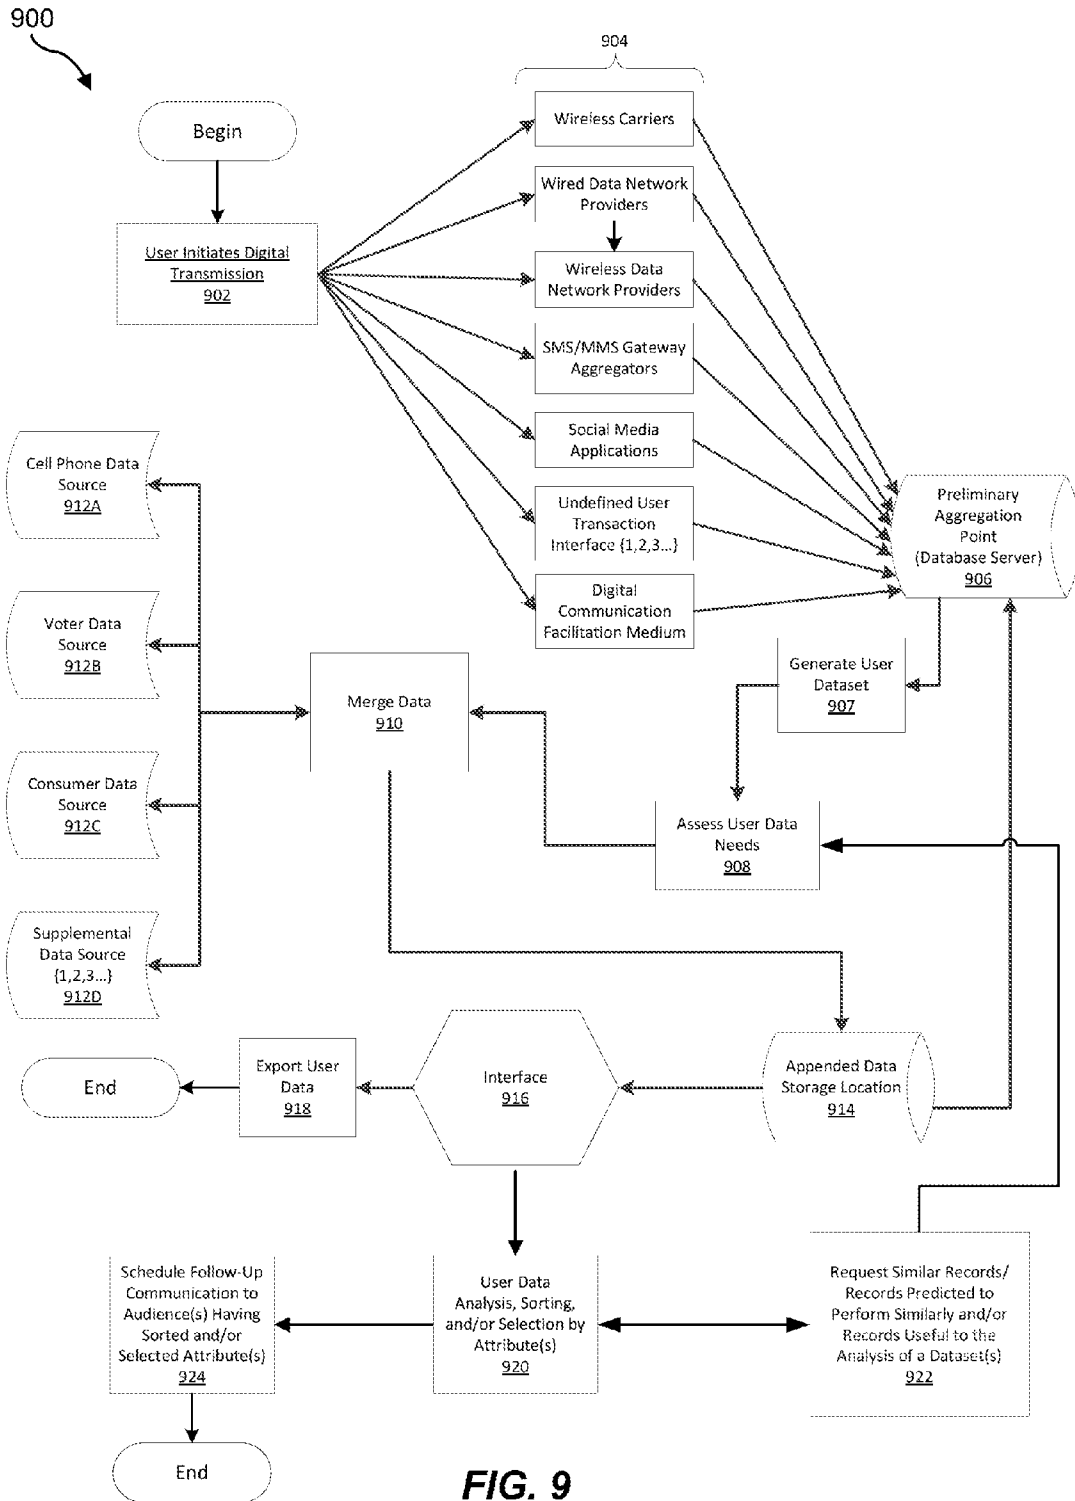 900
904
Begin
Wireless Carriers
User Initiates Digital
Transmission
902
Wired Data Network
Providers
Wireless Data
Network Providers
SMS/MMS Gateway
Aggregators
Social Media
Applications
Undefined User
Transaction
Interface {1,2,3...}
Digital
Communication
Facilitation Medium
Preliminary
Aggregation
Point
(Database Server)
906
Cell Phone Data
Source
912A
Voter Data
Source
912B
Consumer Data
Source
912C
Supplemental
Data Source
{1,2,3...}
912D
Merge Data
910
Generate User
Dataset
907
Assess User Data
Needs
908
End
Export User
Data
918
Interface
916
Appended Data
Storage Location
914
Schedule Follow-Up
Communication to
Audience(s) Having
Sorted and/or
Selected Attribute(s)
924
User Data
Analysis, Sorting,
and/or Selection by
Attribute(s)
920
Request Similar Records/
Records Predicted to
Perform Similarly and/or
Records Useful to the
Analysis of a Dataset(s)
922
End
FIG. 9